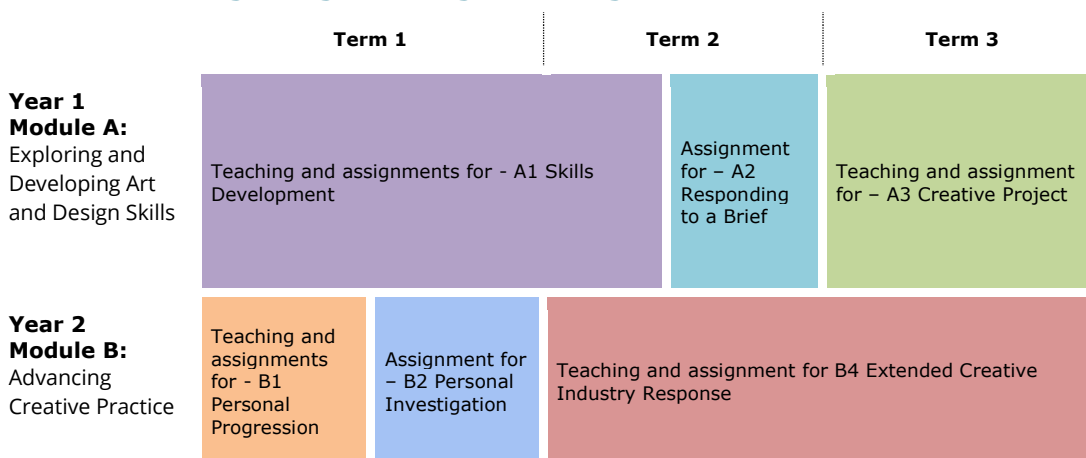 Term 1
Term 2
Term 3
Year 1
Module A:
Exploring and
Developing Art
and Design Skills
Teaching and assignments for - A1 Skills
Development
Assignment
for – A2
Responding
to a Brief
Teaching and assignment
for – A3 Creative Project
Year 2
Module B:
Advancing
Creative Practice
Teaching and
assignments
for - B1
Personal
Progression
Assignment for
– B2 Personal
Investigation
Teaching and assignment for B4 Extended Creative
Industry Response